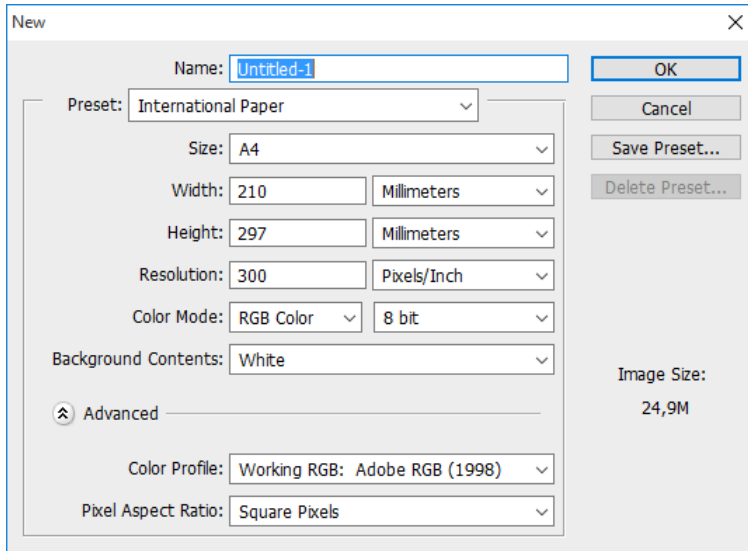 New
Name: Untitled-1
OK
Preset: International Paper
Cancel
Size: A4
Save Preset...
Width: 210 Millimeters
Delete Preset...
Height: 297 Millimeters
Resolution: 300 Pixels/Inch
Color Mode: RGB Color 8 bit
Background Contents: White
Image Size:
24,9M
Advanced
Color Profile: Working RGB: Adobe RGB (1998)
Pixel Aspect Ratio: Square Pixels